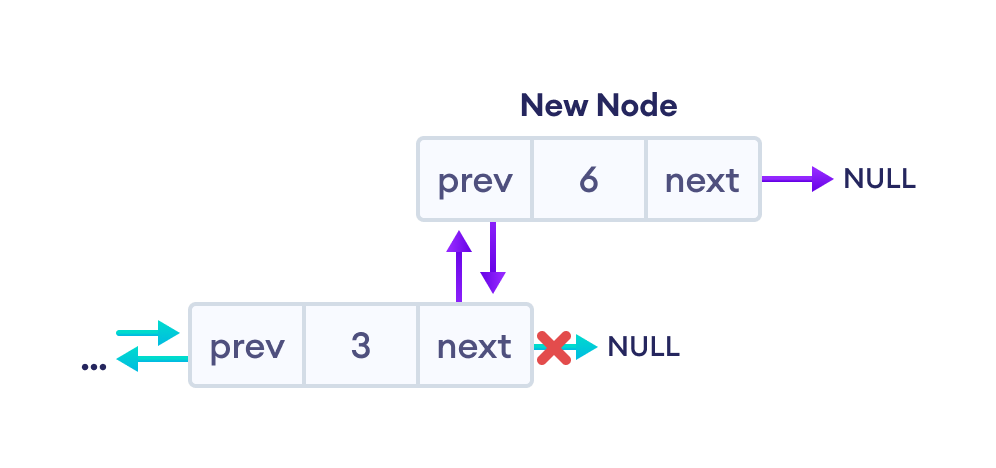 New Node
prev 6 next NULL
prev 3 next NULL
...